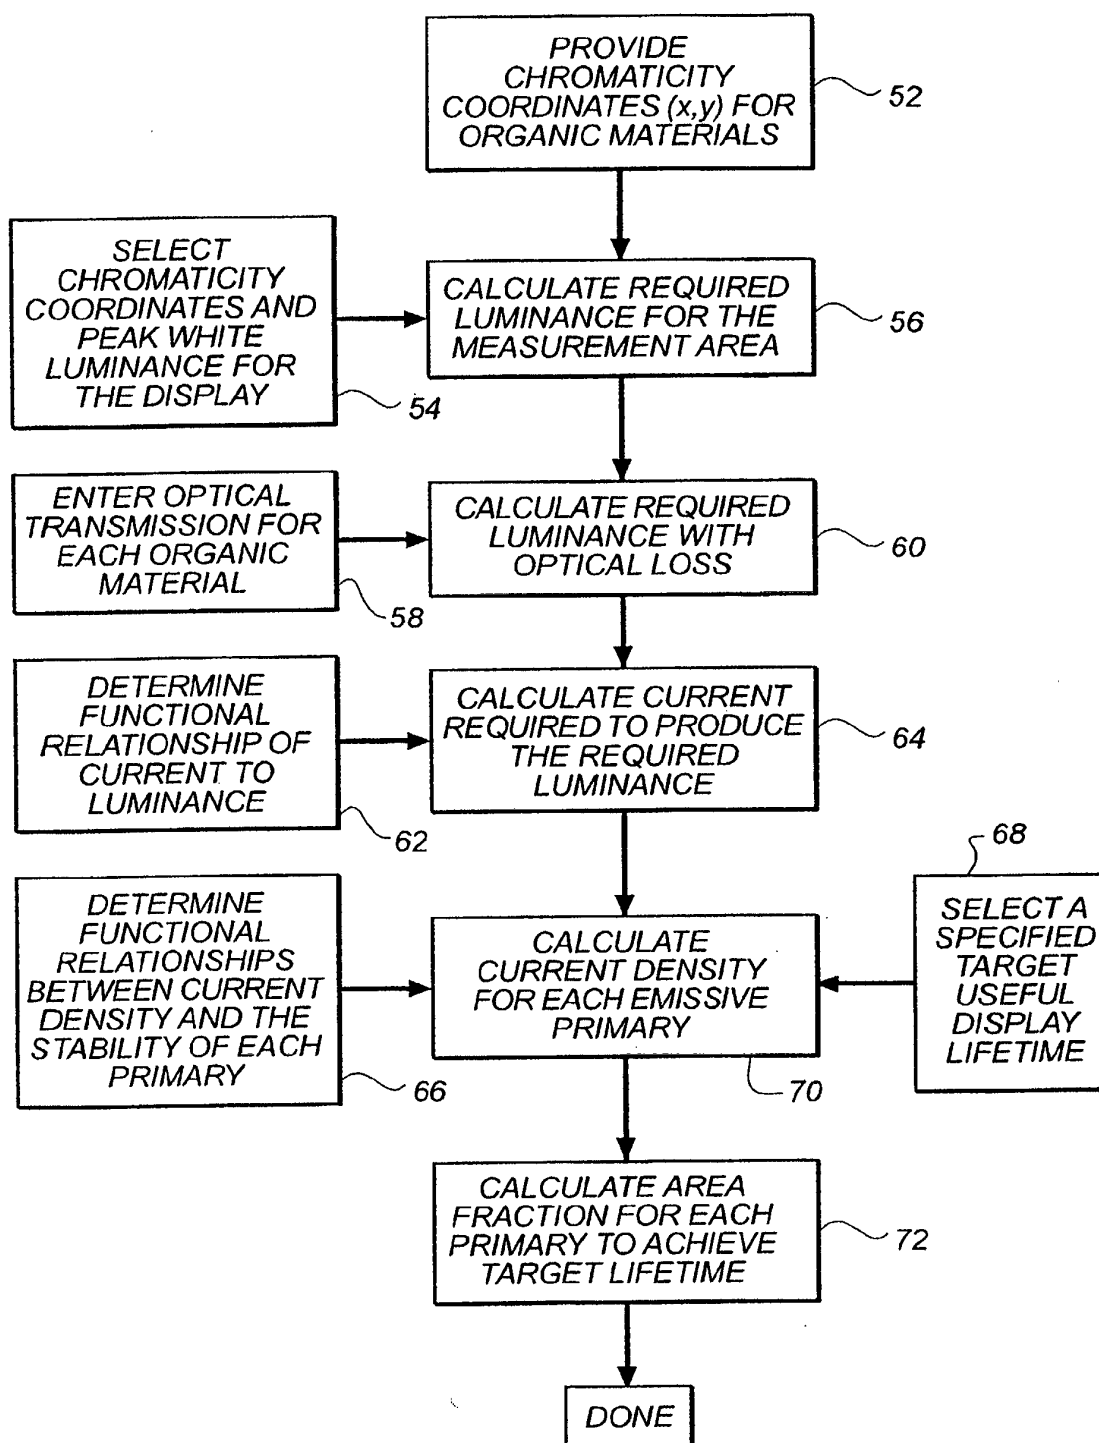 PROVIDE
CHROMATICITY
COORDINATES (x,y) FOR
ORGANIC MATERIALS
52
SELECT
CHROMATICITY
COORDINATES AND
PEAK WHITE
LUMINANCE FOR
THE DISPLAY
54
CALCULATE REQUIRED
LUMINANCE FOR THE
MEASUREMENT AREA
56
ENTER OPTICAL
TRANSMISSION FOR
EACH ORGANIC
MATERIAL
58
CALCULATE REQUIRED
LUMINANCE WITH
OPTICAL LOSS
60
DETERMINE
FUNCTIONAL
RELATIONSHIP OF
CURRENT TO
LUMINANCE
62
CALCULATE CURRENT
REQUIRED TO PRODUCE
THE REQUIRED
LUMINANCE
64
DETERMINE
FUNCTIONAL
RELATIONSHIPS
BETWEEN CURRENT
DENSITY AND THE
STABILITY OF EACH
PRIMARY
66
CALCULATE
CURRENT DENSITY
FOR EACH EMISSIVE
PRIMARY
70
68
SELECT A
SPECIFIED
TARGET
USEFUL
DISPLAY
LIFETIME
CALCULATE AREA
FRACTION FOR EACH
PRIMARY TO ACHIEVE
TARGET LIFETIME
72
DONE